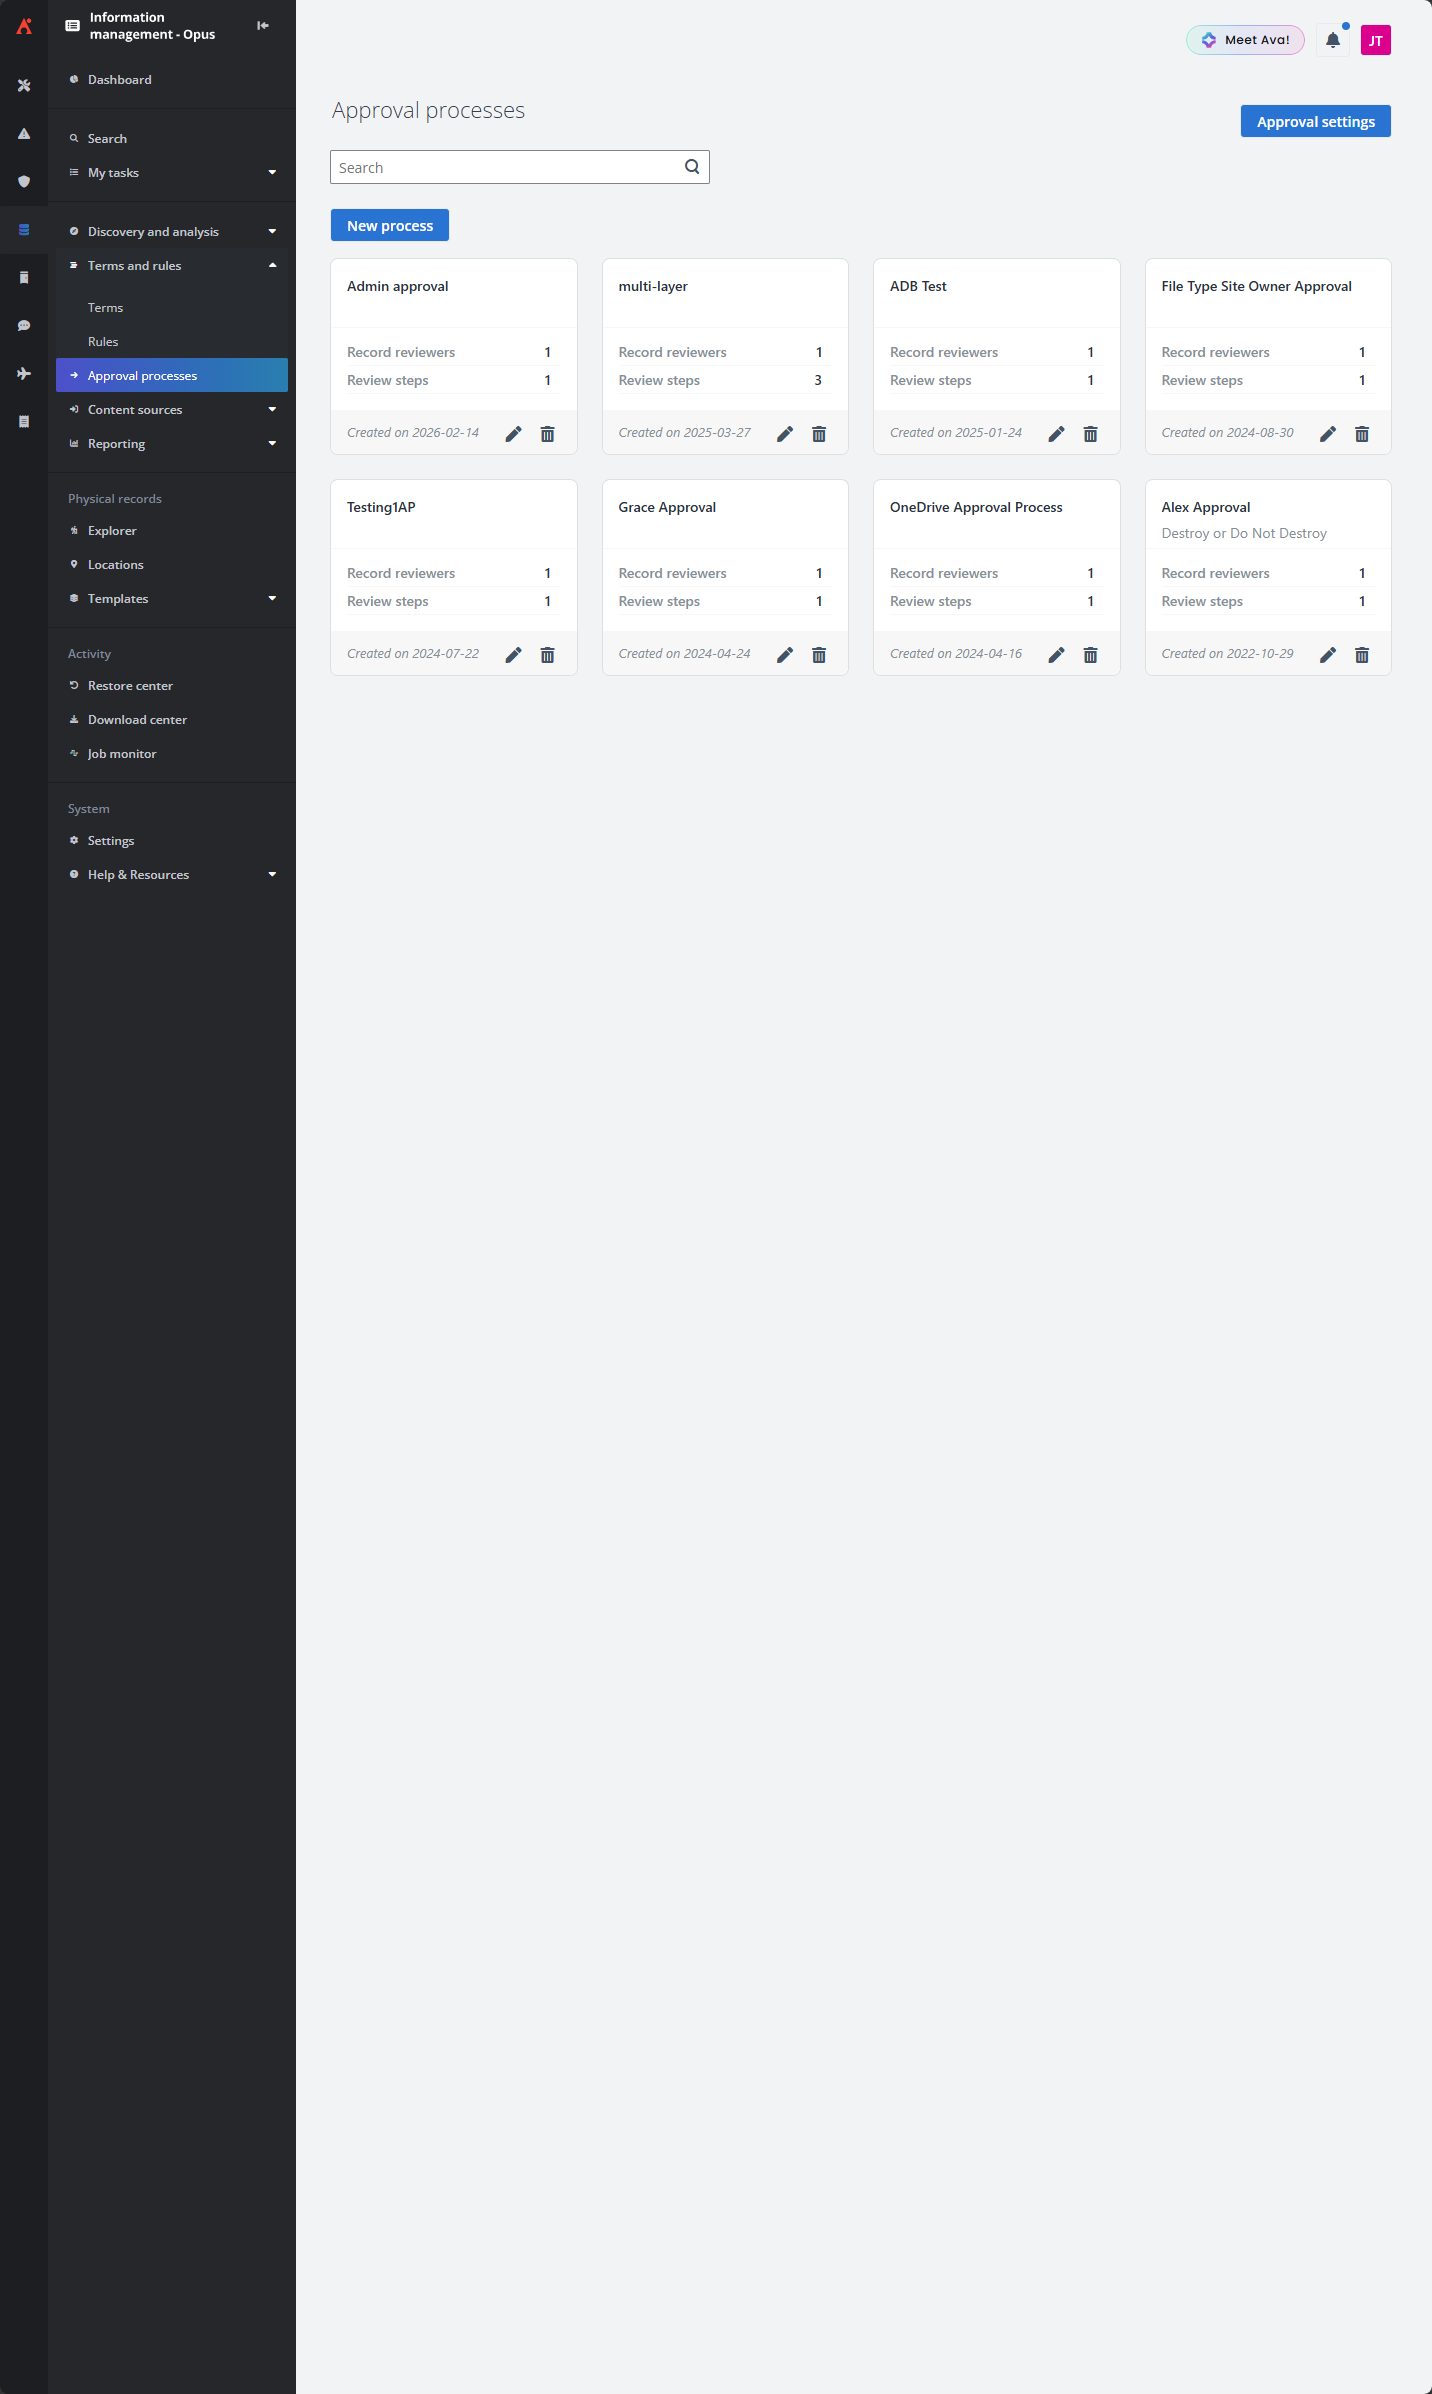 Information
management - Opus
Dashboard
Search
My tasks
Discovery and analysis
Terms and rules
Terms
Rules
Approval processes
Content sources
Reporting
Physical records
Explorer
Locations
Templates
Activity
Restore center
Download center
Job monitor
System
Settings
Help & Resources
Meet Ava!
JT
Approval processes
Approval settings
Search
New process
Admin approval
Record reviewers 1
Review steps 1
Created on 2026-02-14
multi-layer
Record reviewers 1
Review steps 3
Created on 2025-03-27
ADB Test
Record reviewers 1
Review steps 1
Created on 2025-01-24
File Type Site Owner Approval
Record reviewers 1
Review steps 1
Created on 2024-08-30
Testing1AP
Record reviewers 1
Review steps 1
Created on 2024-07-22
Grace Approval
Record reviewers 1
Review steps 1
Created on 2024-04-24
OneDrive Approval Process
Record reviewers 1
Review steps 1
Created on 2024-04-16
Alex Approval
Destroy or Do Not Destroy
Record reviewers 1
Review steps 1
Created on 2022-10-29